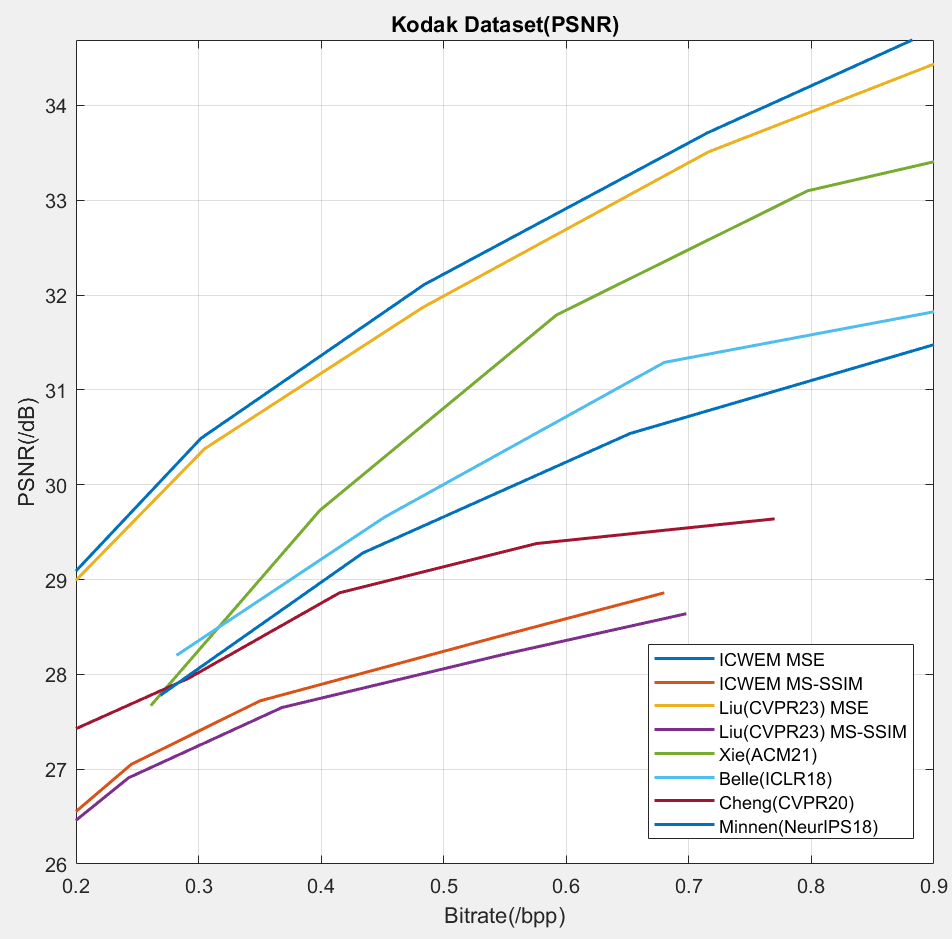 Kodak Dataset(PSNR)
34
33
32
31
30
29
28
27
26
PSNR(/dB)
ICWEM MSE
ICWEM MS-SSIM
Liu(CVPR23) MSE
Liu(CVPR23) MS-SSIM
Xie(ACM21)
Belle(ICLR18)
Cheng(CVPR20)
Minnen(NeurIPS18)
0.2 0.3 0.4 0.5 0.6 0.7 0.8 0.9
Bitrate(/bpp)